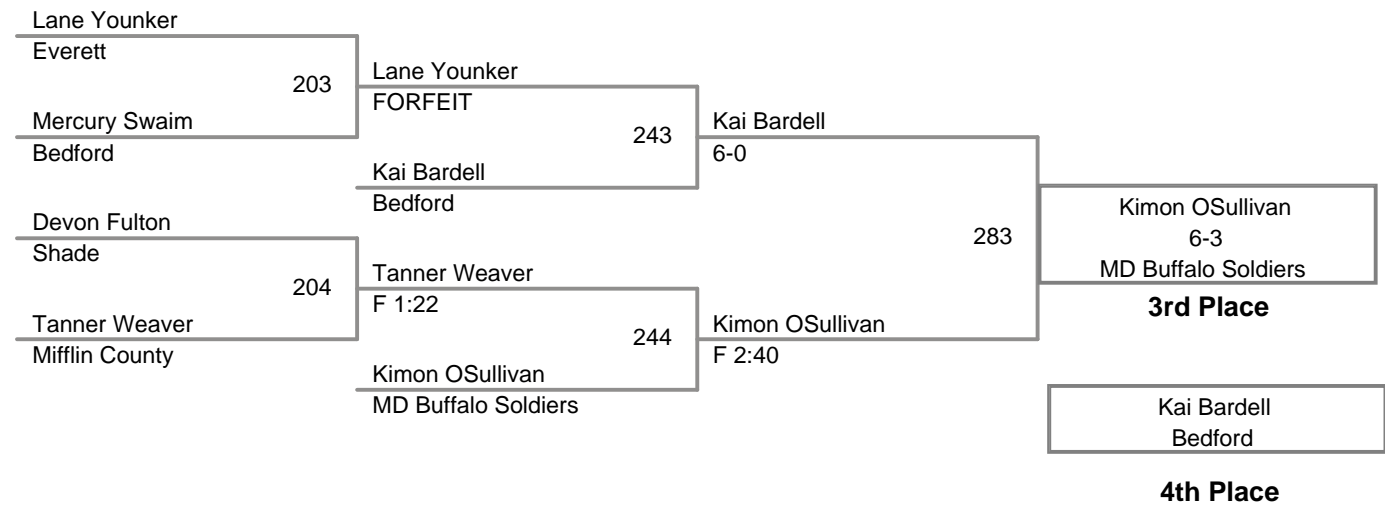 Lane Younker
Everett
203
Mercury Swaim
Bedford
Devon Fulton
Shade
204
Tanner Weaver
Mifflin County
Lane Younker
FORFEIT
243
Kai Bardell
Bedford
Tanner Weaver
F 1:22
244
Kimon OSullivan
MD Buffalo Soldiers
Kai Bardell
6-0
283
Kimon OSullivan
F 2:40
Kimon OSullivan
6-3
MD Buffalo Soldiers
3rd Place
Kai Bardell
Bedford
4th Place